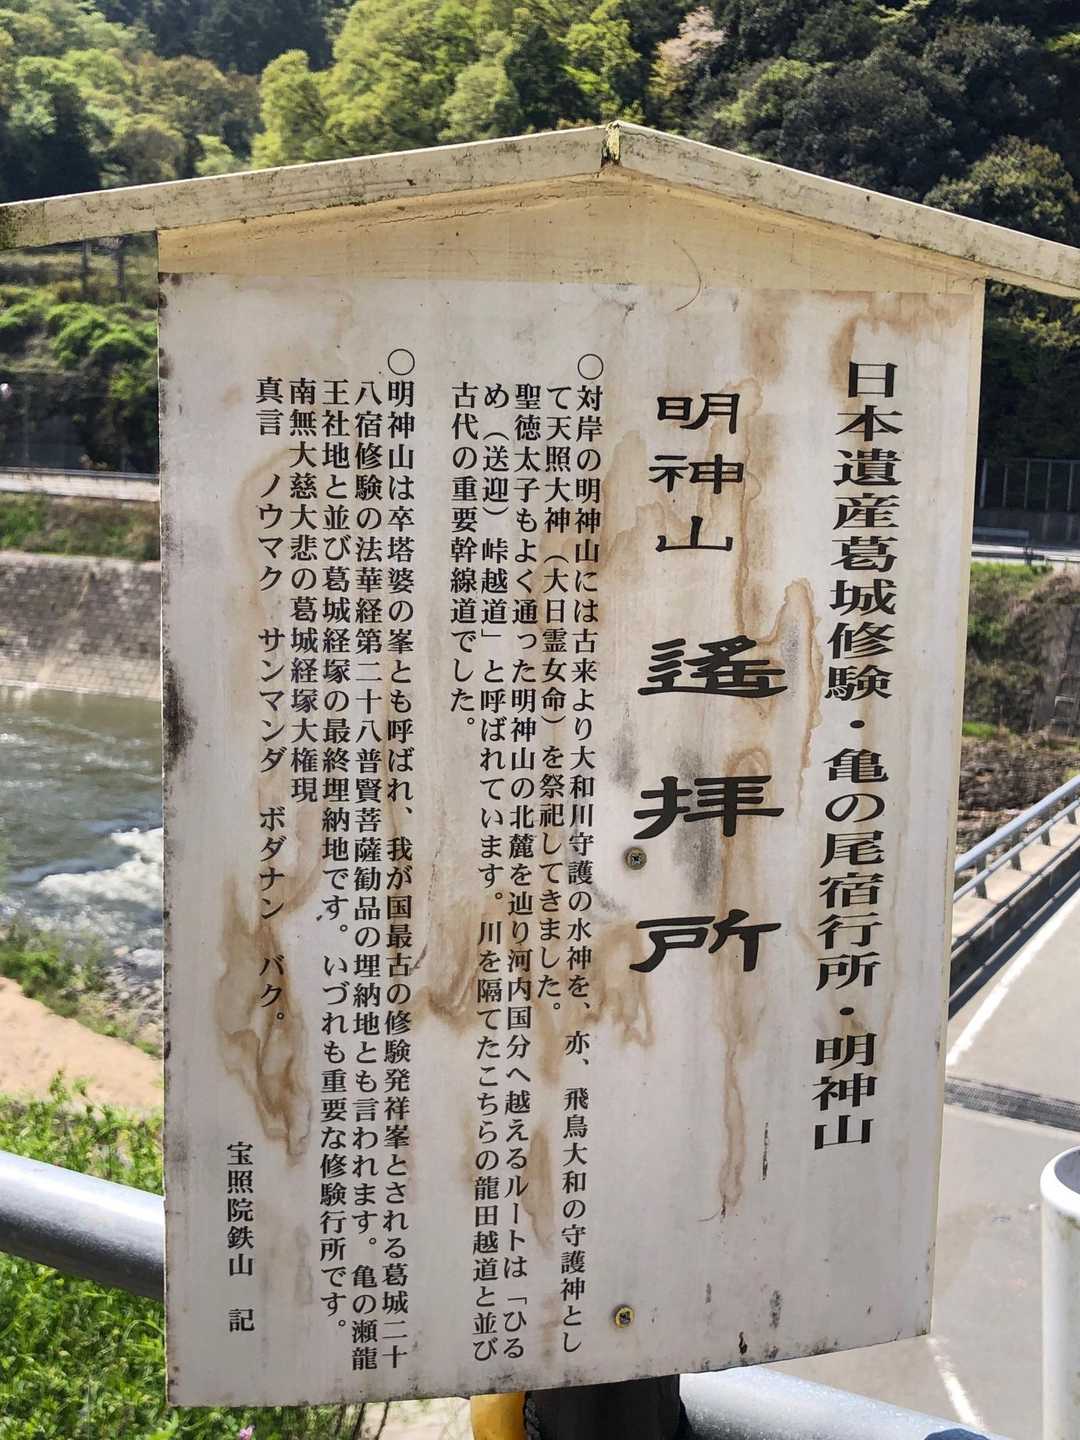 日本遺産葛城修験・亀の尾宿行所・明神山
明神山 遙拝所
〇対岸の明神山には古来より大和川守護の水神を、亦、飛鳥大和の守護神とし
て天照大神（大日霊女命）を祭祀してきました。
聖徳太子もよく通った明神山の北麓を辿り河内国分へ越えるルートは「ひる
め（送迎）峠越道」と呼ばれています。川を隔てたこちらの龍田越道と並び
古代の重要幹線道でした。
〇明神山は卒塔婆の峯とも呼ばれ、我が国最古の修験発祥峯とされる葛城二十
八宿修験の法華経第二十八普賢菩薩勧品の埋納地とも言われます。亀の瀬龍
王社地と並び葛城経塚の最終埋納地です。いづれも重要な修験行所です。
南無大慈大悲の葛城経塚大権現
真言 ノウマク サンマンダ ボダナン バク。
宝照院鉄山 記